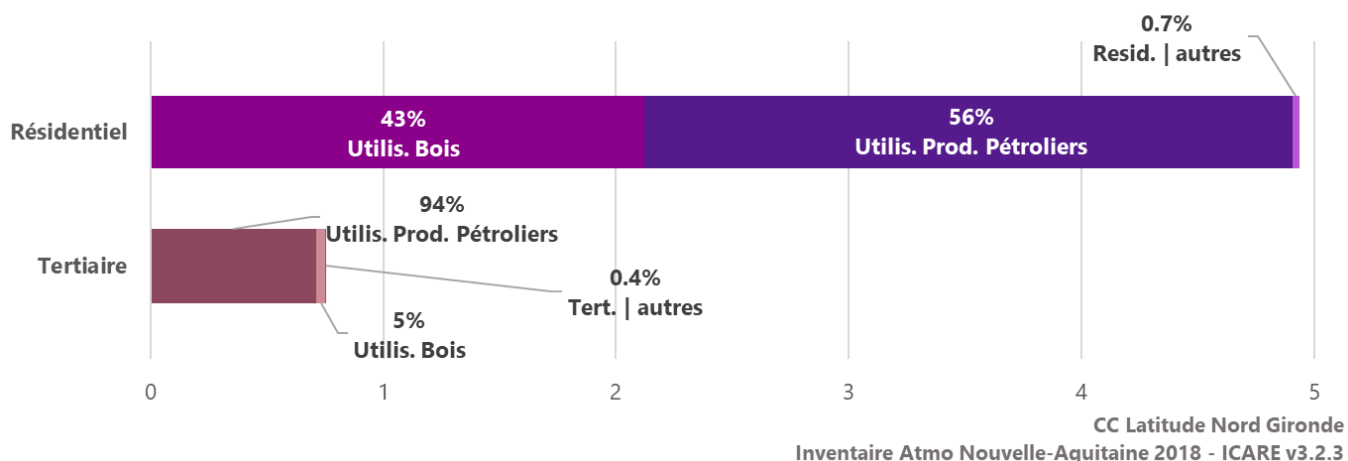 0.7%
Resid. | autres
Résidentiel
43%
Utilis. Bois
56%
Utilis. Prod. Pétroliers
94%
Utilis. Prod. Pétroliers
Tertiaire
0.4%
Tert. | autres
5%
Utilis. Bois
0 1 2 3 4 5
CC Latitude Nord Gironde
Inventaire Atmo Nouvelle-Aquitaine 2018 - ICARE v3.2.3